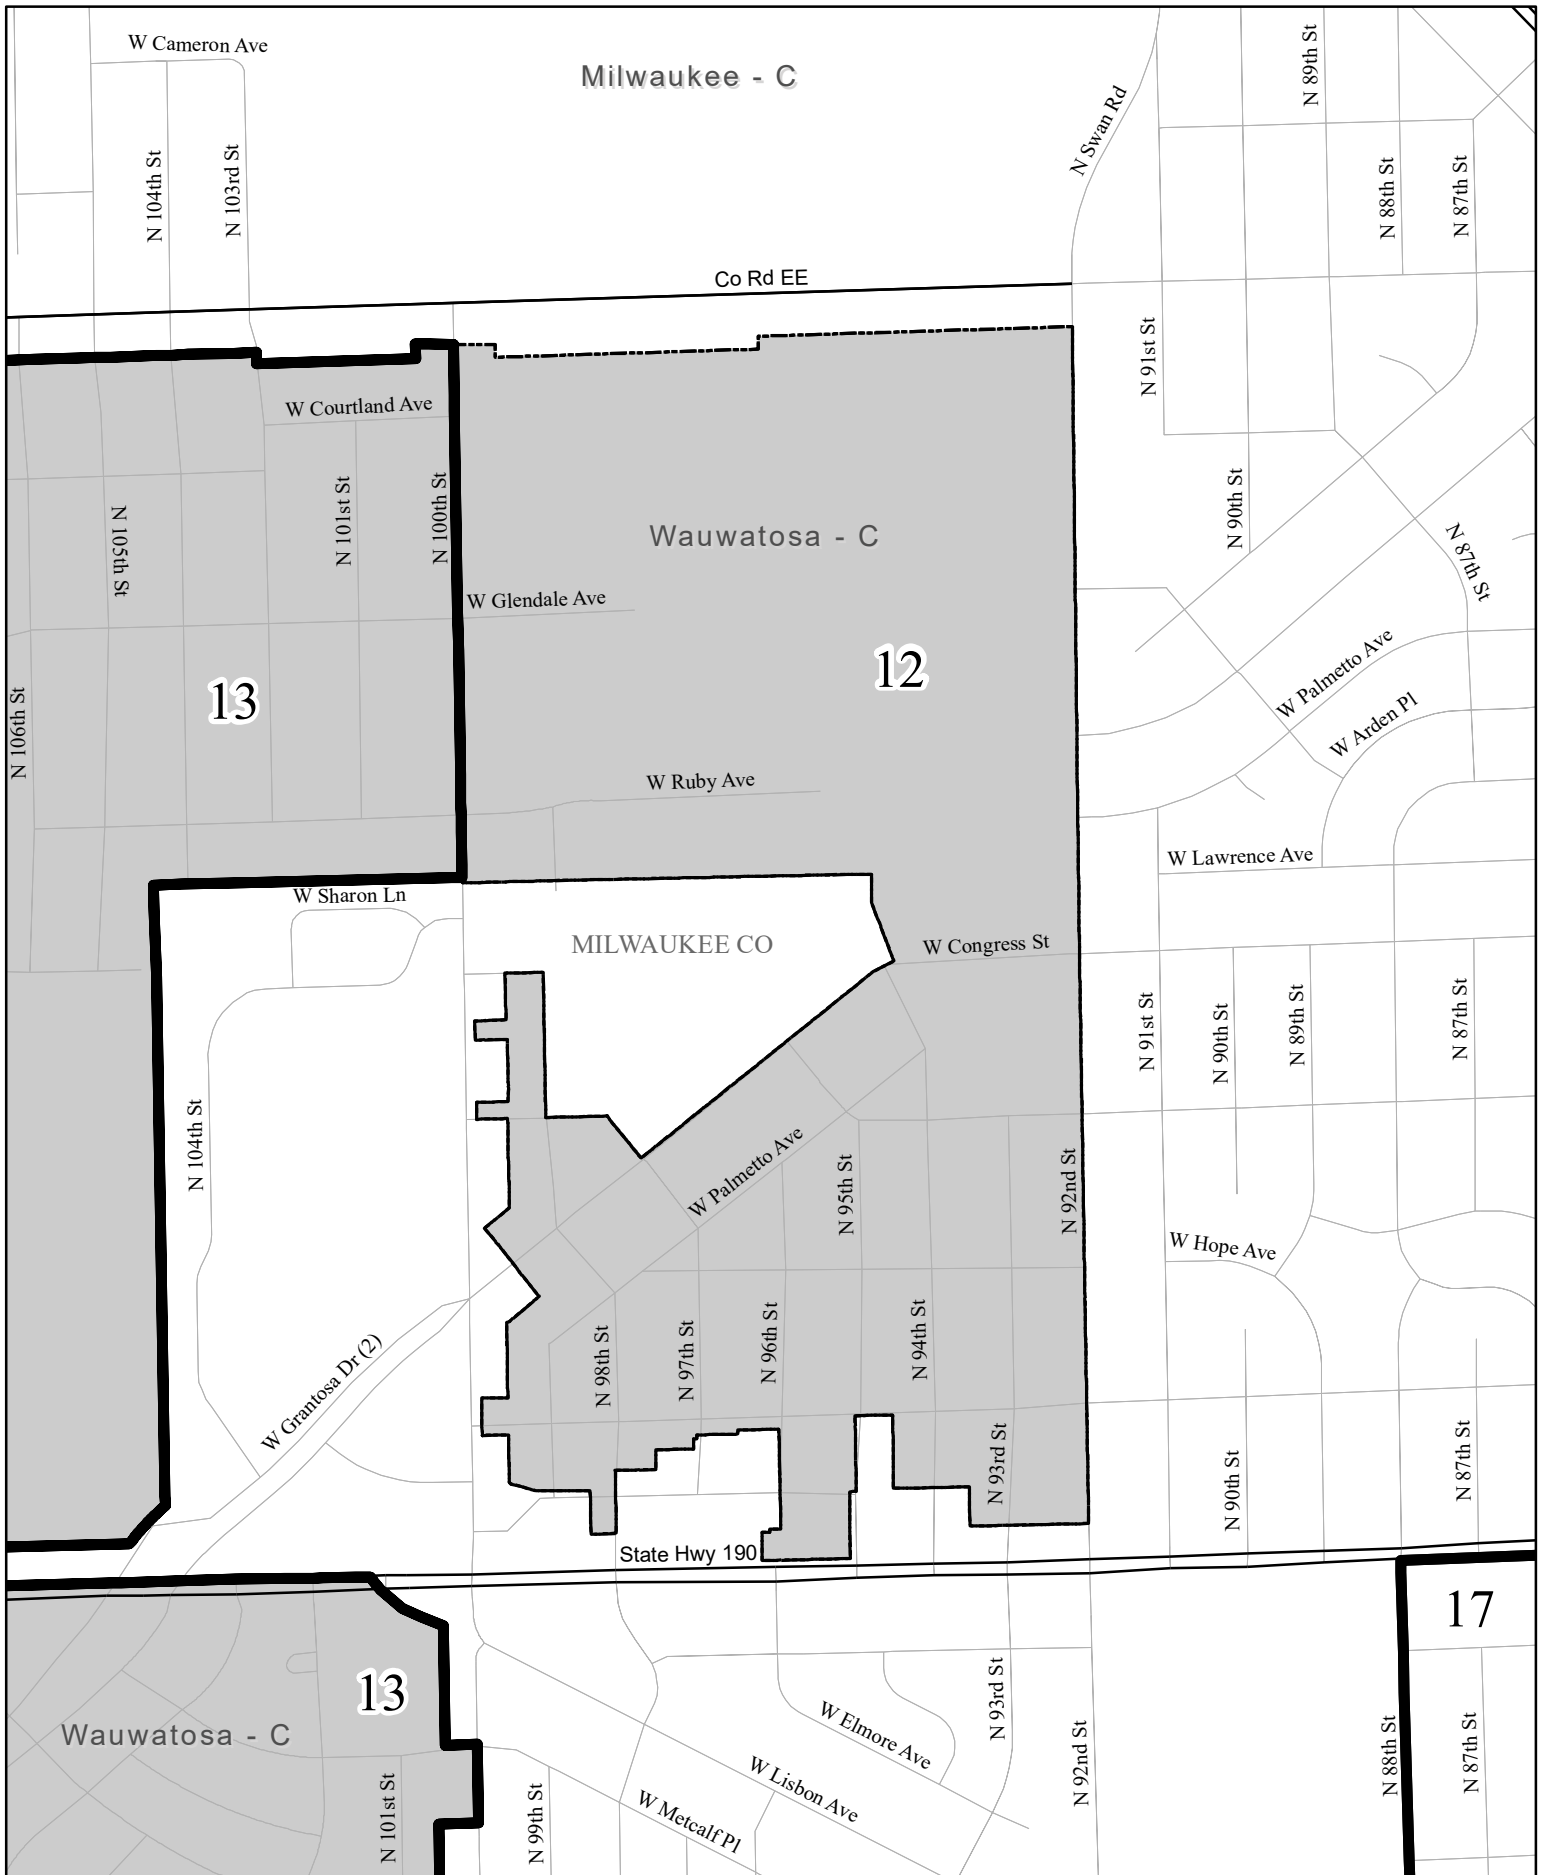 W Cameron Ave
Milwaukee - C
N 89th St
N Swan Rd
N 104th St
N 103rd St
N 88th St
N 87th St
Co Rd EE
N 91st St
W Courtland Ave
N 105th St
N 101st St
N 100th St
Wauwatosa - C
N 90th St
N 87th St
W Glendale Ave
12
13
N 106th St
W Palmetto Ave
W Arden Pl
W Ruby Ave
W Lawrence Ave
W Sharon Ln
MILWAUKEE CO
W Congress St
N 91st St
N 90th St
N 89th St
N 87th St
N 104th St
W Palmetto Ave
N 95th St
N 92nd St
W Hope Ave
W Grantosa Dr (2)
N 98th St
N 97th St
N 96th St
N 94th St
N 93rd St
N 90th St
N 87th St
State Hwy 190
17
13
Wauwatosa - C
N 93rd St
W Elmore Ave
N 92nd St
N 88th St
N 87th St
W Lisbon Ave
N 101st St
N 99th St
W Metcalf Pl